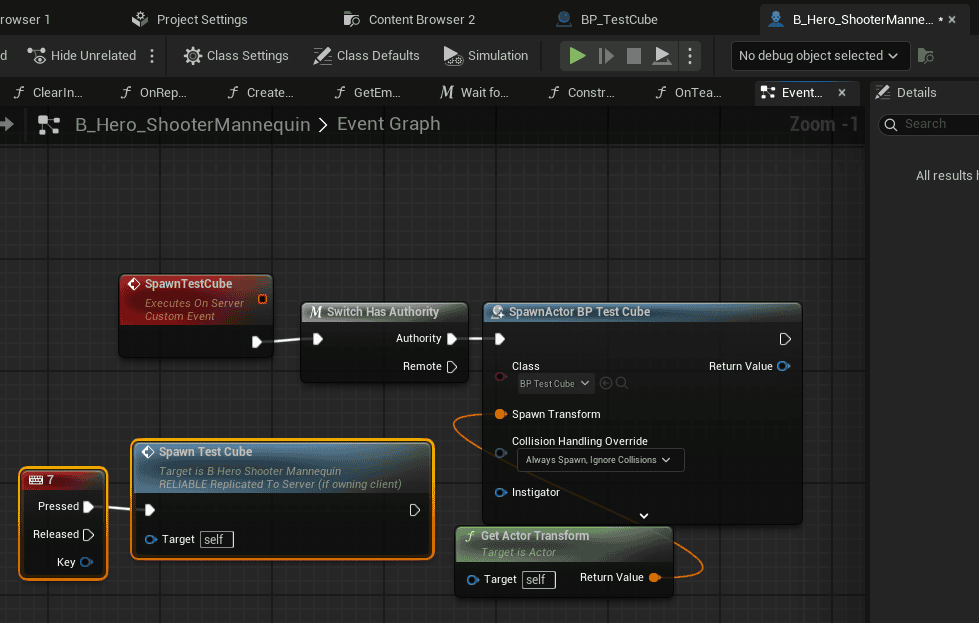 rowser 1
Project Settings
Content Browser 2
BP_TestCube
B_Hero_ShooterManne... •
d
Hide Unrelated
Class Settings
Class Defaults
Simulation
No debug object selected
ClearIn...
OnRep...
Create...
GetEm...
Wait fo...
Constr...
OnTea...
Event...
Details
B_Hero_ShooterMannequin > Event Graph
Zoom -1
Search
All results h
SpawnTestCube
Executes On Server
Custom Event
Switch Has Authority
Authority
Remote
SpawnActor BP Test Cube
Class
BP Test Cube
Return Value
Spawn Transform
Collision Handling Override
Always Spawn, Ignore Collisions
Instigator
7
Pressed
Released
Key
Spawn Test Cube
Target is B Hero Shooter Mannequin
RELIABLE Replicated To Server (if owning client)
Target self
Get Actor Transform
Target is Actor
Target self
Return Value